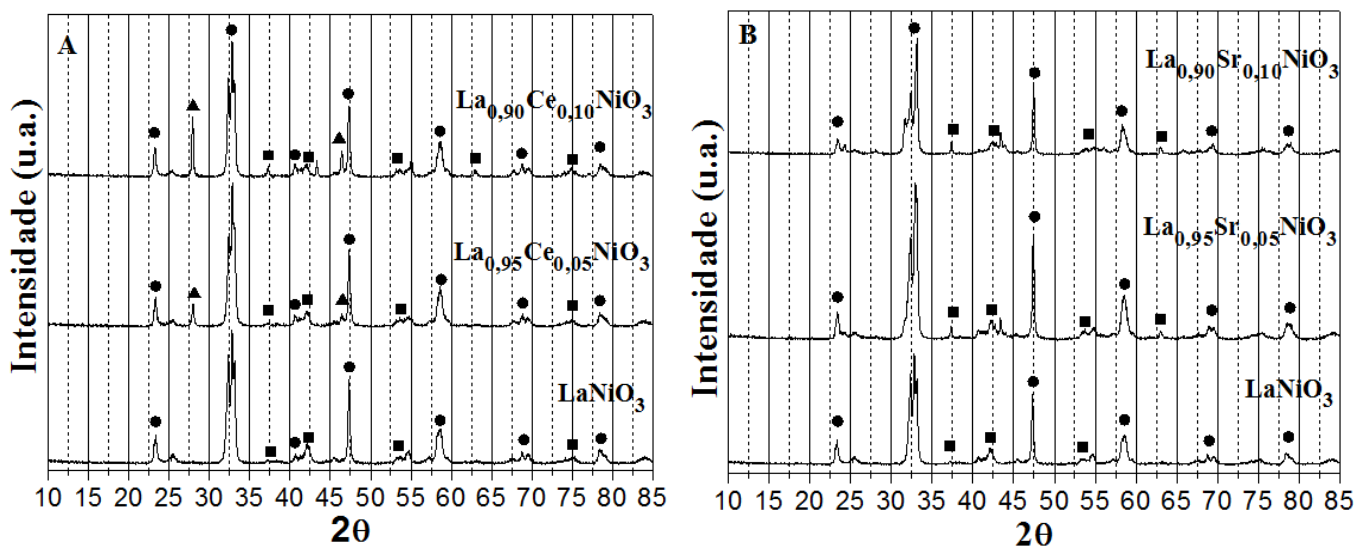 A
Intensidade (u.a.)
La0,90Ce0,10NiO3
La0,95Ce0,05NiO3
LaNiO3
10 15 20 25 30 35 40 45 50 55 60 65 70 75 80 85
2θ
B
Intensidade (u.a.)
La0,90Sr0,10NiO3
La0,95Sr0,05NiO3
LaNiO3
10 15 20 25 30 35 40 45 50 55 60 65 70 75 80 85
2θ